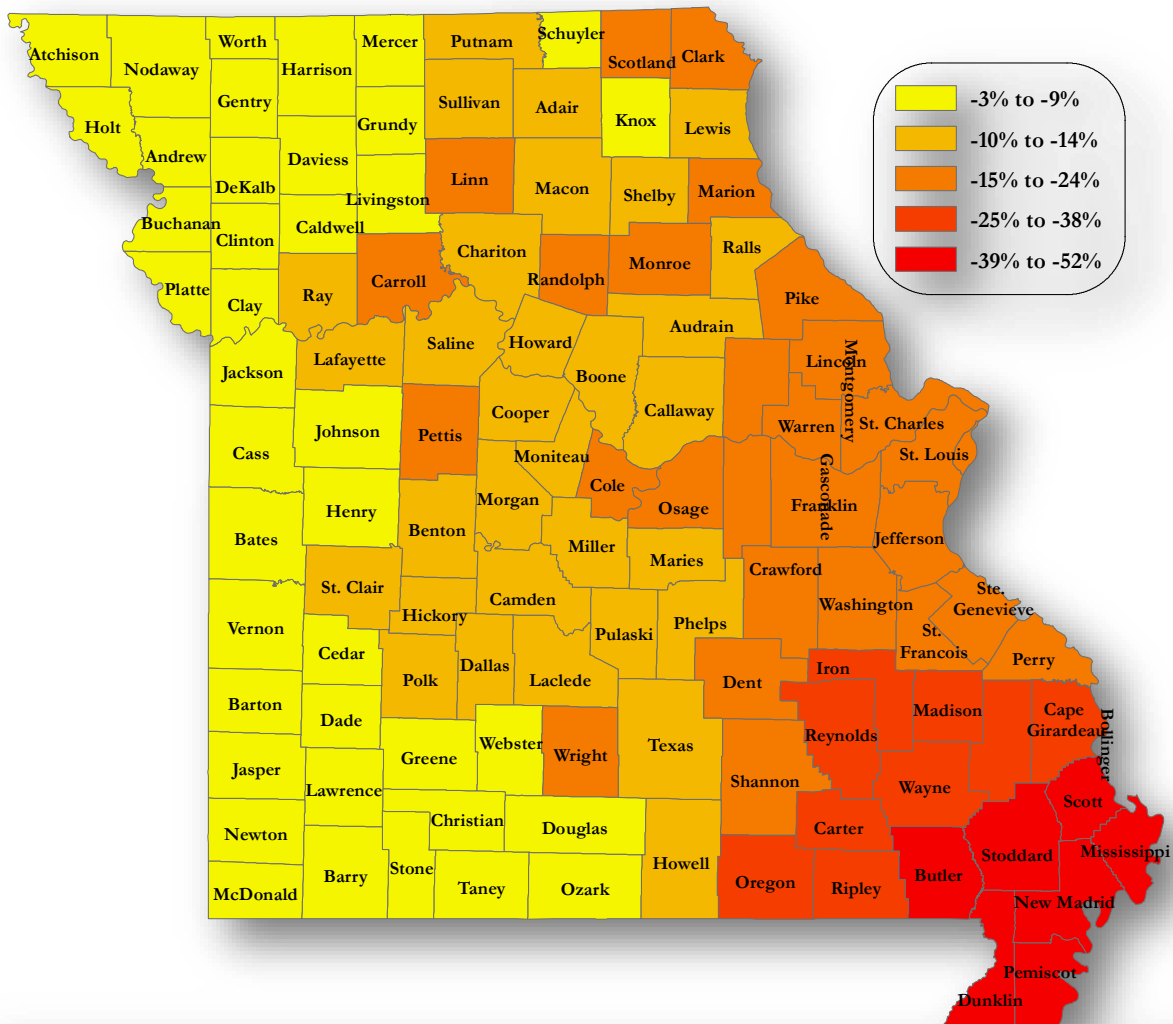 Schuyler
Worth
Mercer
Putnam
Atchison
Nodaway
Harrison
Scotland
Clark
-3% to -9%
Gentry
Sullivan
Adair
Knox
Lewis
Holt
Grundy
-10% to -14%
Andrew
Daviess
DeKalb
Linn
Macon
Shelby
Marion
-15% to -24%
Livingston
Buchanan
Caldwell
Clinton
-25% to -38%
Chariton
Ralls
Monroe
-39% to -52%
Carroll
Randolph
Platte
Clay
Ray
Pike
Audrain
Saline
Howard
Lafayette
Lincoln
Montgomery
Jackson
Boone
Callaway
Cooper
Johnson
Pettis
Warren
St. Charles
Cass
Moniteau
St. Louis
Cole
Gasconade
Henry
Morgan
Osage
Franklin
Benton
Bates
Miller
Jefferson
Maries
Crawford
St. Clair
Camden
Washington
Ste.
Genevieve
Hickory
Vernon
Pulaski
Phelps
St.
Francois
Cedar
Dallas
Polk
Laclede
Dent
Iron
Perry
Barton
Dade
Madison
Cape
Girardeau
Bollinger
Reynolds
Webster
Greene
Wright
Texas
Jasper
Shannon
Lawrence
Wayne
Scott
Christian
Douglas
Newton
Carter
Mississippi
Stoddard
Howell
Barry
Stone
Taney
Ozark
Oregon
Ripley
Butler
McDonald
New Madrid
Pemiscot
Dunklin